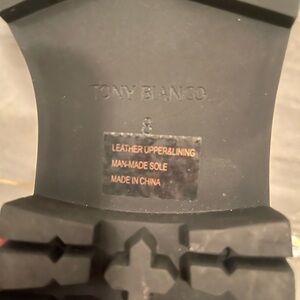 TONY BIANCO
8
LEATHER UPPER&LINING
MAN-MADE SOLE
MADE IN CHINA